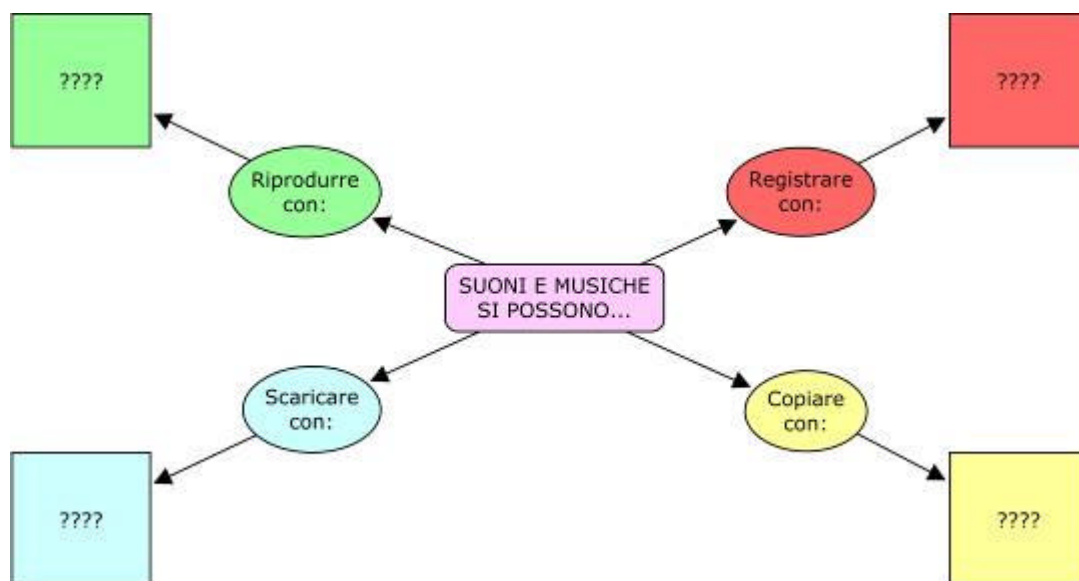 ????
????
Riprodurre
con:
Registrare
con:
SUONI E MUSICHE
SI POSSONO...
Scaricare
con:
Copiare
con:
????
????